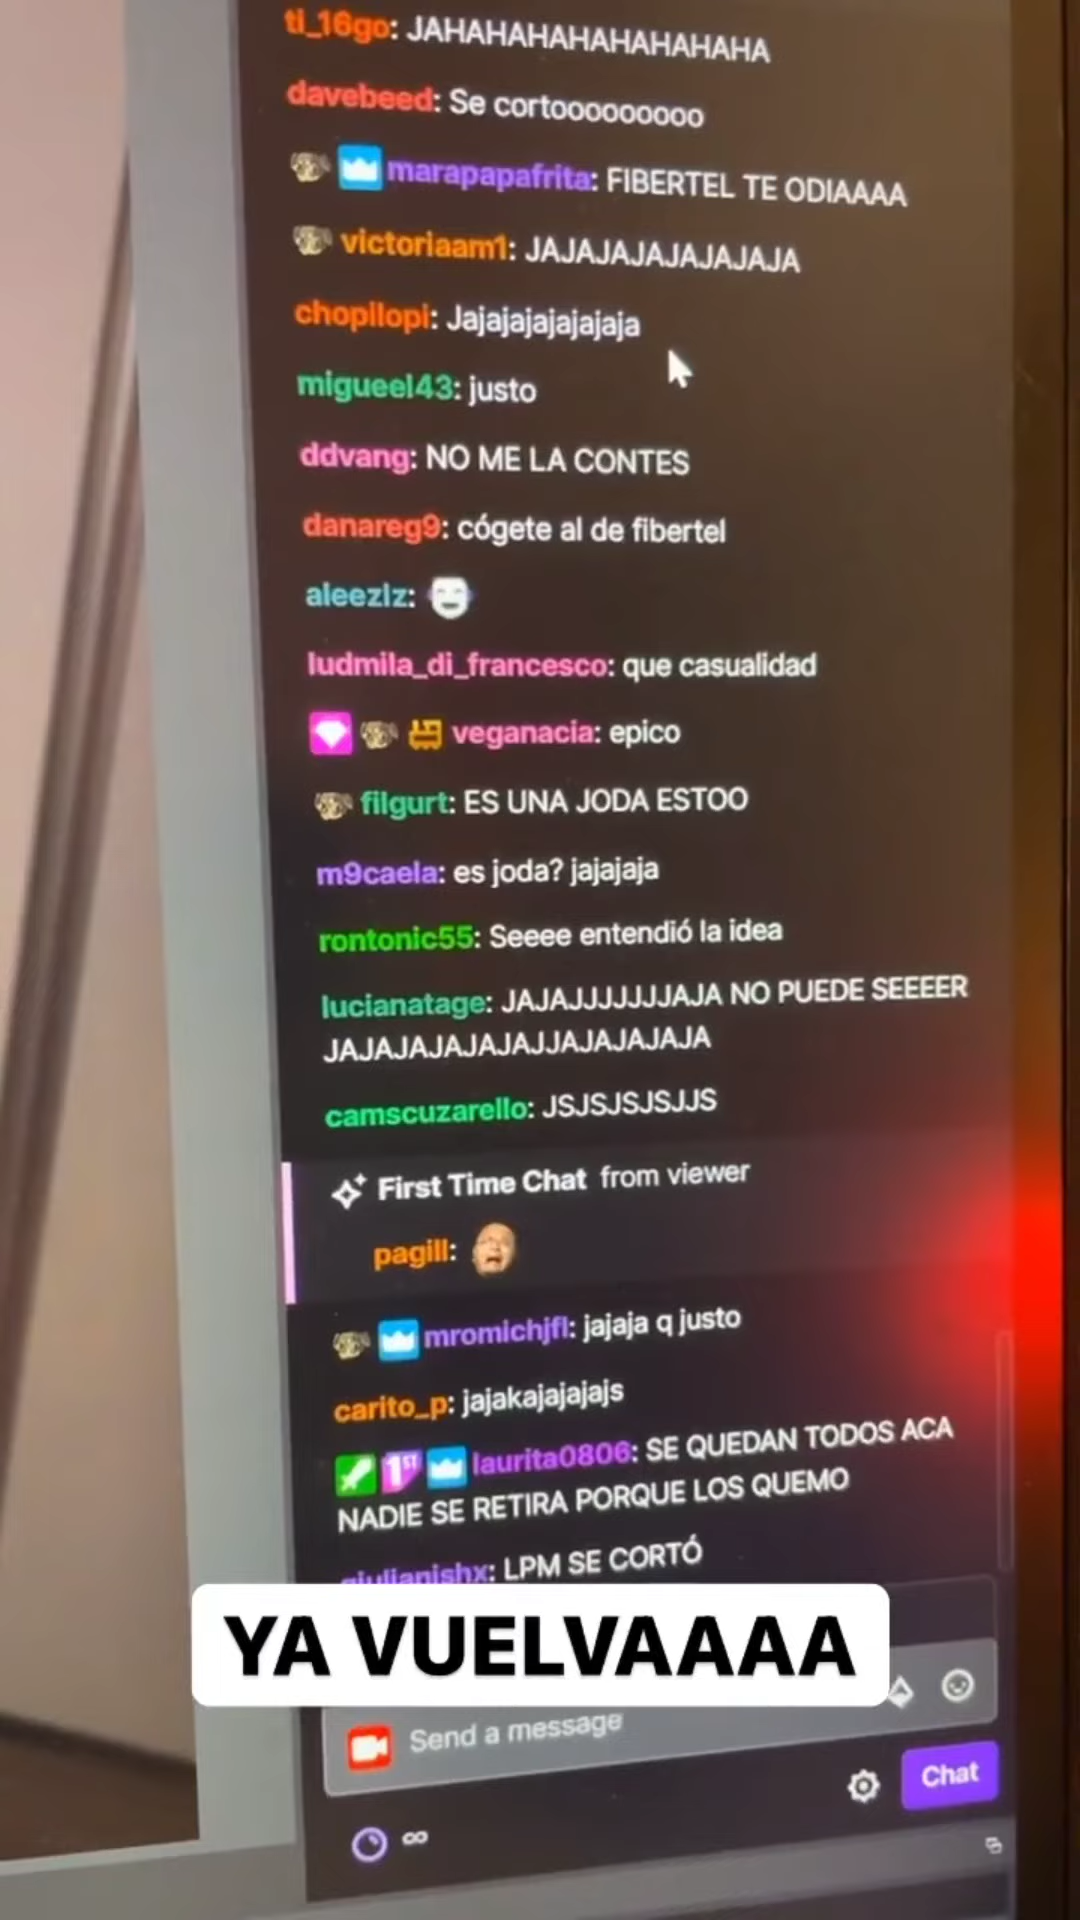 ti_16go: JAHAHAHAHAHAHAHAHA
davebeed: Se cortooooooooo
marapapafrita: FIBERTEL TE ODIAAAA
victoriaam1: JAJAJAJAJAJAJAJAJA
chopllopi: Jajajajajajajaja
migueel43: justo
ddvang: NO ME LA CONTES
danareg9: cógete al de fibertel
aleezlz:
ludmila_di_francesco: que casualidad
veganacia: epico
filgurt: ES UNA JODA ESTOO
m9caela: es joda? jajajaja
rontonic55: Seeee entendió la idea
lucianatage: JAJAJJJJJJJAJA NO PUEDE SEEEER
JAJAJAJAJAJAJJAJAJAJAJA
camscuzarello: JSJSJSJSJJS
First Time Chat from viewer
pagill:
mromichjfl: jajaja q justo
carito_p: jajakajajajajs
1ST laurita0806: SE QUEDAN TODOS ACA
NADIE SE RETIRA PORQUE LOS QUEMO
giulianishx: LPM SE CORTÓ
YA VUELVAAAA
Send a message
Chat
∞